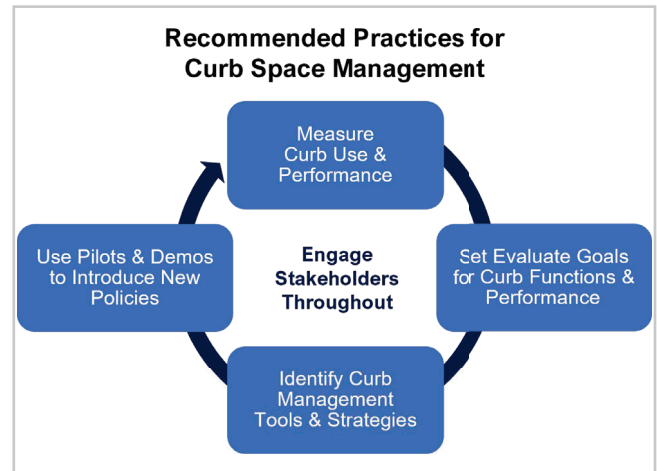 Recommended Practices for
Curb Space Management
Measure
Curb Use &
Performance
Use Pilots & Demos
to Introduce New
Policies
Engage
Stakeholders
Throughout
Set Evaluate Goals
for Curb Functions &
Performance
Identify Curb
Management
Tools & Strategies